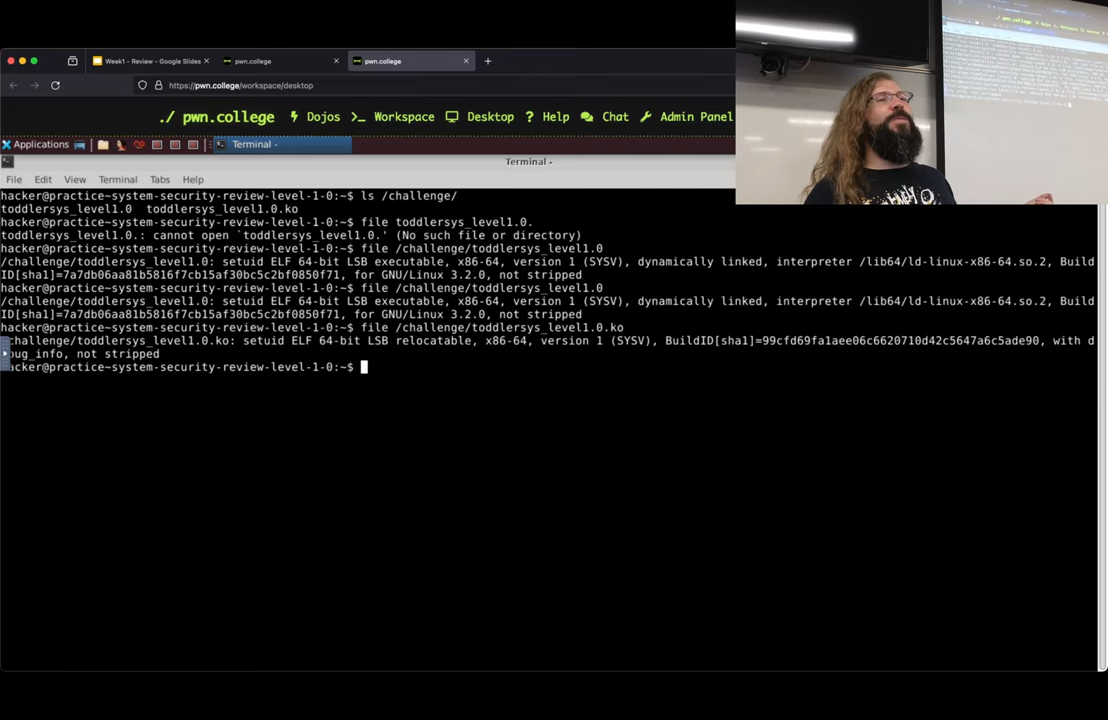 Week1 - Review - Google Slides
pwn.college
pwn.college
https://pwn.college/workspace/desktop
./ pwn.college
Dojos
Workspace
Desktop
Help
Chat
Admin Panel
Applications
Terminal -
Terminal -
File Edit View Terminal Tabs Help
hacker@practice~system-security-review-level-1-0:~$ ls /challenge/
toddlersys_level1.0 toddlersys_level1.0.ko
hacker@practice~system-security-review-level-1-0:~$ file toddlersys_level1.0.
toddlersys_level1.0.: cannot open `toddlersys_level1.0.' (No such file or directory)
hacker@practice~system-security-review-level-1-0:~$ file /challenge/toddlersys_level1.0
/challenge/toddlersys_level1.0: setuid ELF 64-bit LSB executable, x86-64, version 1 (SYSV), dynamically linked, interpreter /lib64/ld-linux-x86-64.so.2, Build
ID[sha1]=7a7db06aa81b5816f7cb15af30bc5c2bf0850f71, for GNU/Linux 3.2.0, not stripped
hacker@practice~system-security-review-level-1-0:~$ file /challenge/toddlersys_level1.0
/challenge/toddlersys_level1.0: setuid ELF 64-bit LSB executable, x86-64, version 1 (SYSV), dynamically linked, interpreter /lib64/ld-linux-x86-64.so.2, Build
ID[sha1]=7a7db06aa81b5816f7cb15af30bc5c2bf0850f71, for GNU/Linux 3.2.0, not stripped
hacker@practice~system-security-review-level-1-0:~$ file /challenge/toddlersys_level1.0.ko
challenge/toddlersys_level1.0.ko: setuid ELF 64-bit LSB relocatable, x86-64, version 1 (SYSV), BuildID[sha1]=99cfd69fa1aee06c6620710d42c5647a6c5ade90, with d
bug_info, not stripped
acker@practice~system-security-review-level-1-0:~$